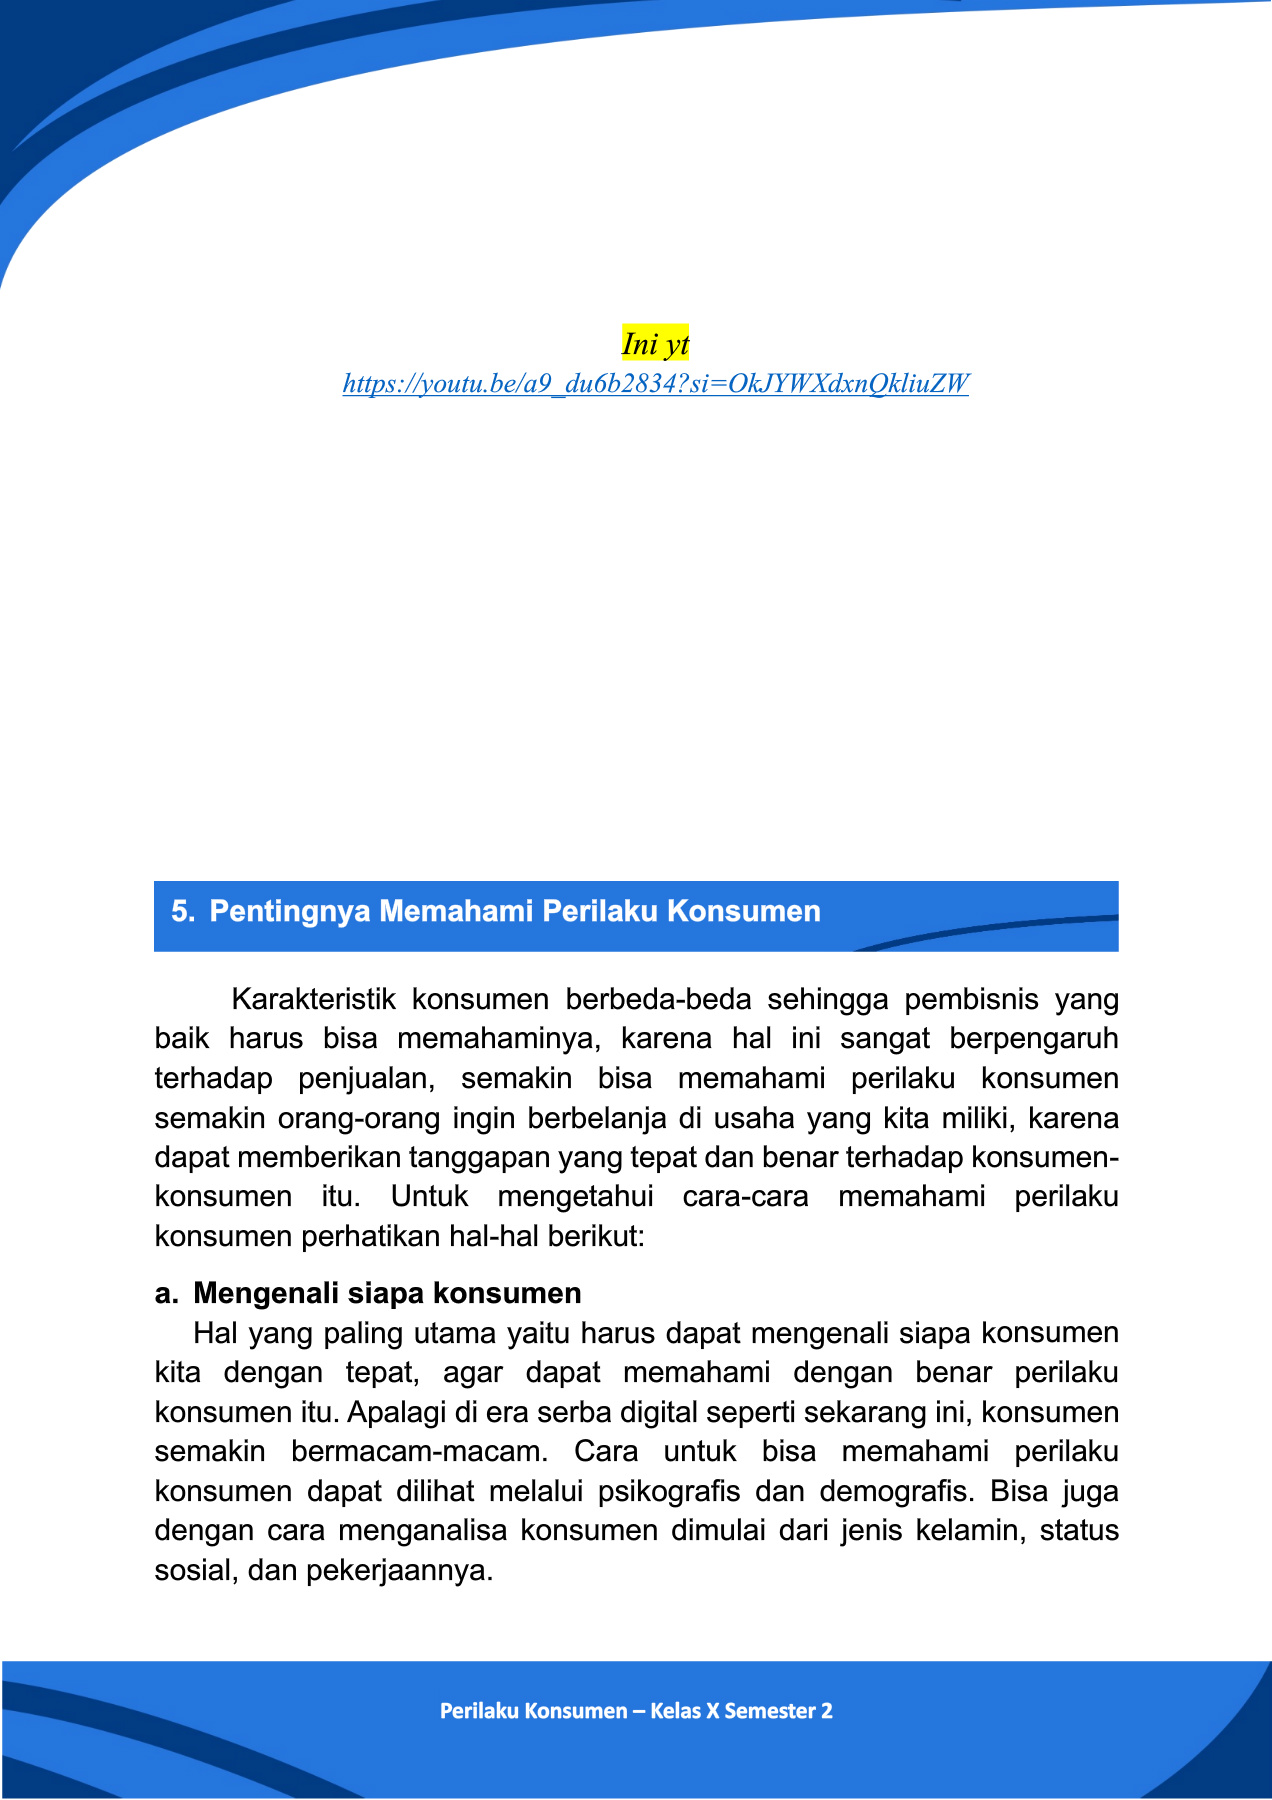 Ini yt
https://youtu.be/a9_du6b2834?si=OkJYWXdxnQkliuZW
5. Pentingnya Memahami Perilaku Konsumen
Karakteristik konsumen berbeda-beda sehingga pembisnis yang
baik harus bisa memahaminya, karena hal ini sangat berpengaruh
terhadap penjualan, semakin bisa memahami perilaku konsumen
semakin orang-orang ingin berbelanja di usaha yang kita miliki, karena
dapat memberikan tanggapan yang tepat dan benar terhadap konsumen-
konsumen itu. Untuk mengetahui cara-cara memahami perilaku
konsumen perhatikan hal-hal berikut:
a. Mengenali siapa konsumen
Hal yang paling utama yaitu harus dapat mengenali siapa konsumen
kita dengan tepat, agar dapat memahami dengan benar perilaku
konsumen itu. Apalagi di era serba digital seperti sekarang ini, konsumen
semakin bermacam-macam. Cara untuk bisa memahami perilaku
konsumen dapat dilihat melalui psikografis dan demografis. Bisa juga
dengan cara menganalisa konsumen dimulai dari jenis kelamin, status
sosial, dan pekerjaannya.
Perilaku Konsumen – Kelas X Semester 2